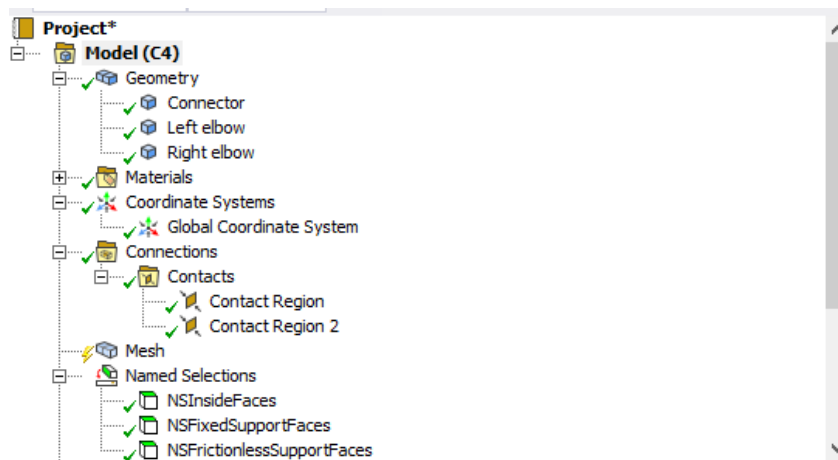 Project*
Model (C4)
Geometry
Connector
Left elbow
Right elbow
Materials
Coordinate Systems
Global Coordinate System
Connections
Contacts
Contact Region
Contact Region 2
Mesh
Named Selections
NSInsideFaces
NSFixedSupportFaces
NSFrictionlessSupportFaces